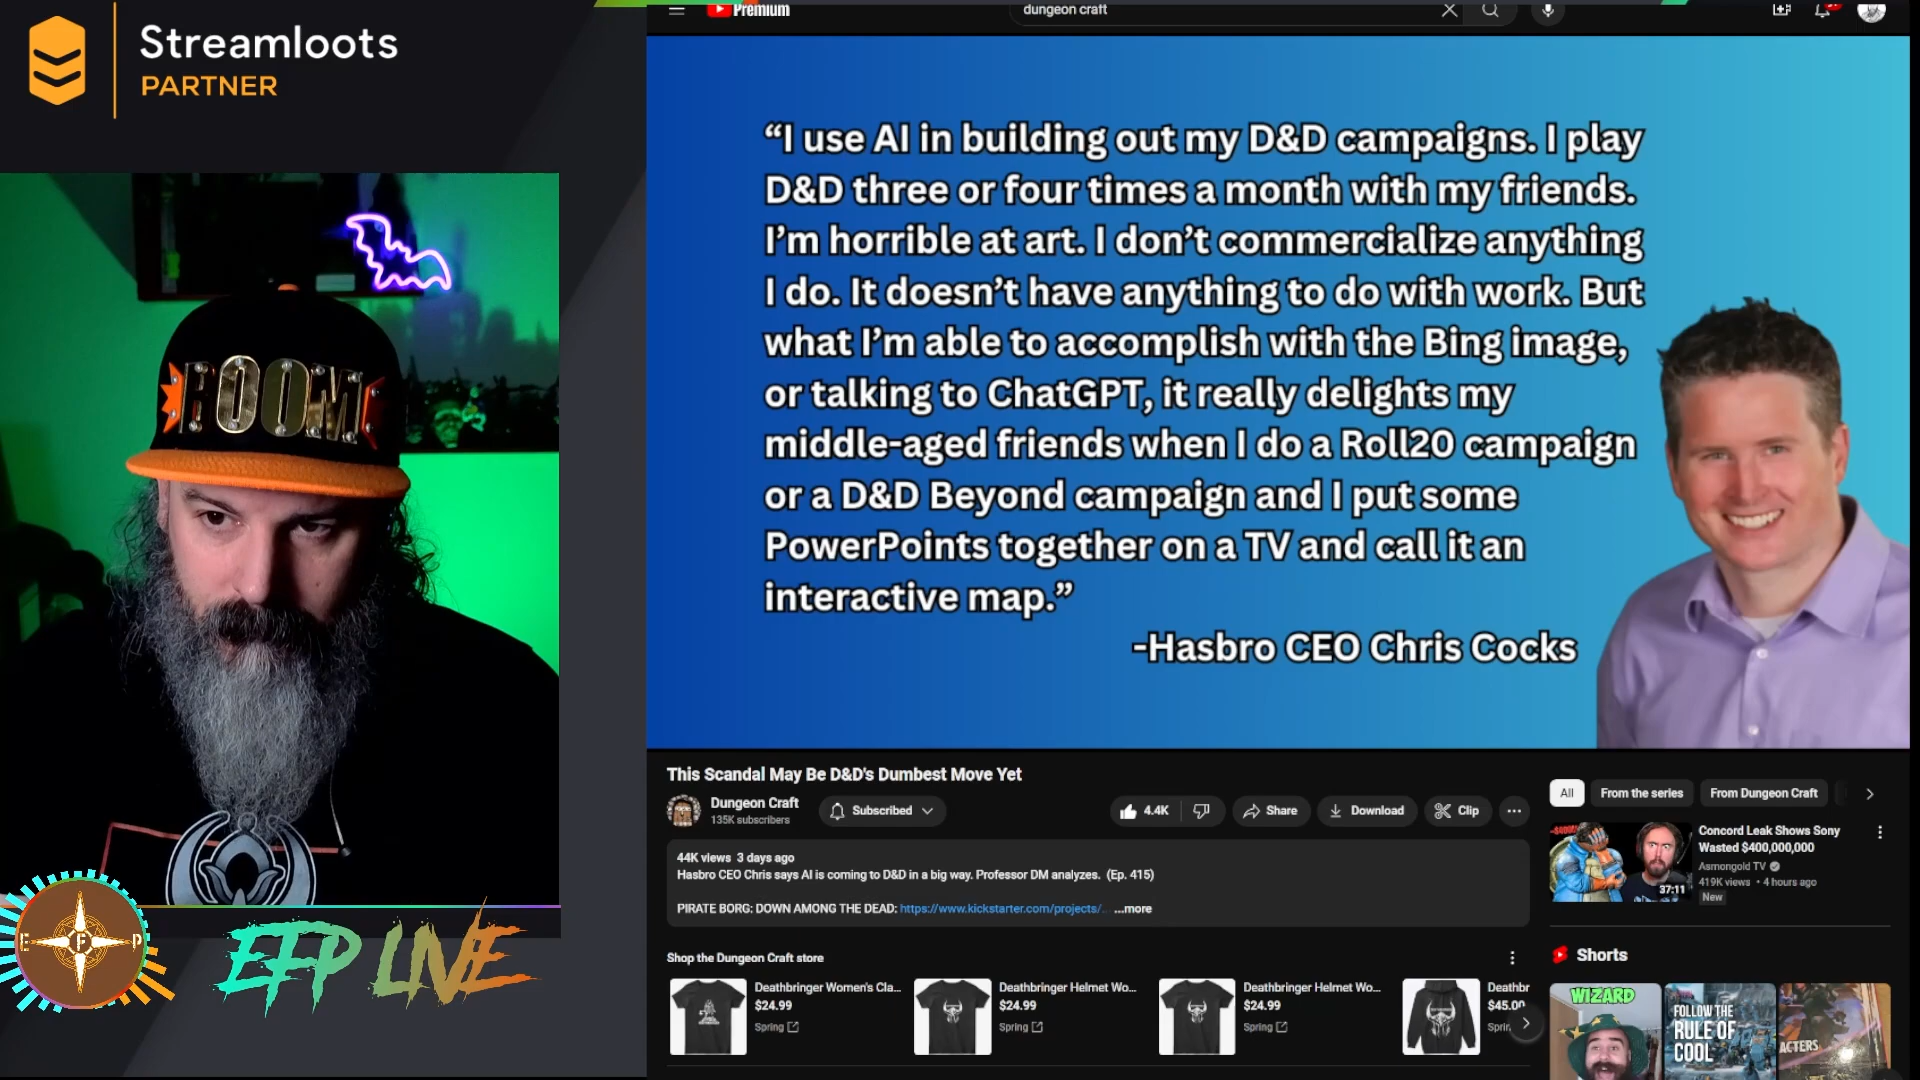 Streamloots
PARTNER
Premium
dungeon craft
ROOM
“I use AI in building out my D&D campaigns. I play
D&D three or four times a month with my friends.
I’m horrible at art. I don’t commercialize anything
I do. It doesn’t have anything to do with work. But
what I’m able to accomplish with the Bing image,
or talking to ChatGPT, it really delights my
middle-aged friends when I do a Roll20 campaign
or a D&D Beyond campaign and I put some
PowerPoints together on a TV and call it an
interactive map.”
-Hasbro CEO Chris Cocks
This Scandal May Be D&D's Dumbest Move Yet
Dungeon Craft
135K subscribers
Subscribed
4.4K
Share
Download
Clip
44K views 3 days ago
Hasbro CEO Chris says AI is coming to D&D in a big way. Professor DM analyzes. (Ep. 415)
PIRATE BORG: DOWN AMONG THE DEAD: https://www.kickstarter.com/projects/... ...more
Shop the Dungeon Craft store
Deathbringer Women's Cla...
$24.99
Spring
Deathbringer Helmet Wo...
$24.99
Spring
Deathbringer Helmet Wo...
$24.99
Spring
Deathbr
$45.00
Sprin
All
From the series
From Dungeon Craft
Concord Leak Shows Sony
Wasted $400,000,000
Asmongold TV
419K views • 4 hours ago
New
37:11
Shorts
WIZARD
FOLLOW THE
RULE OF
COOL
ACTERS
E F P
EFP LIVE